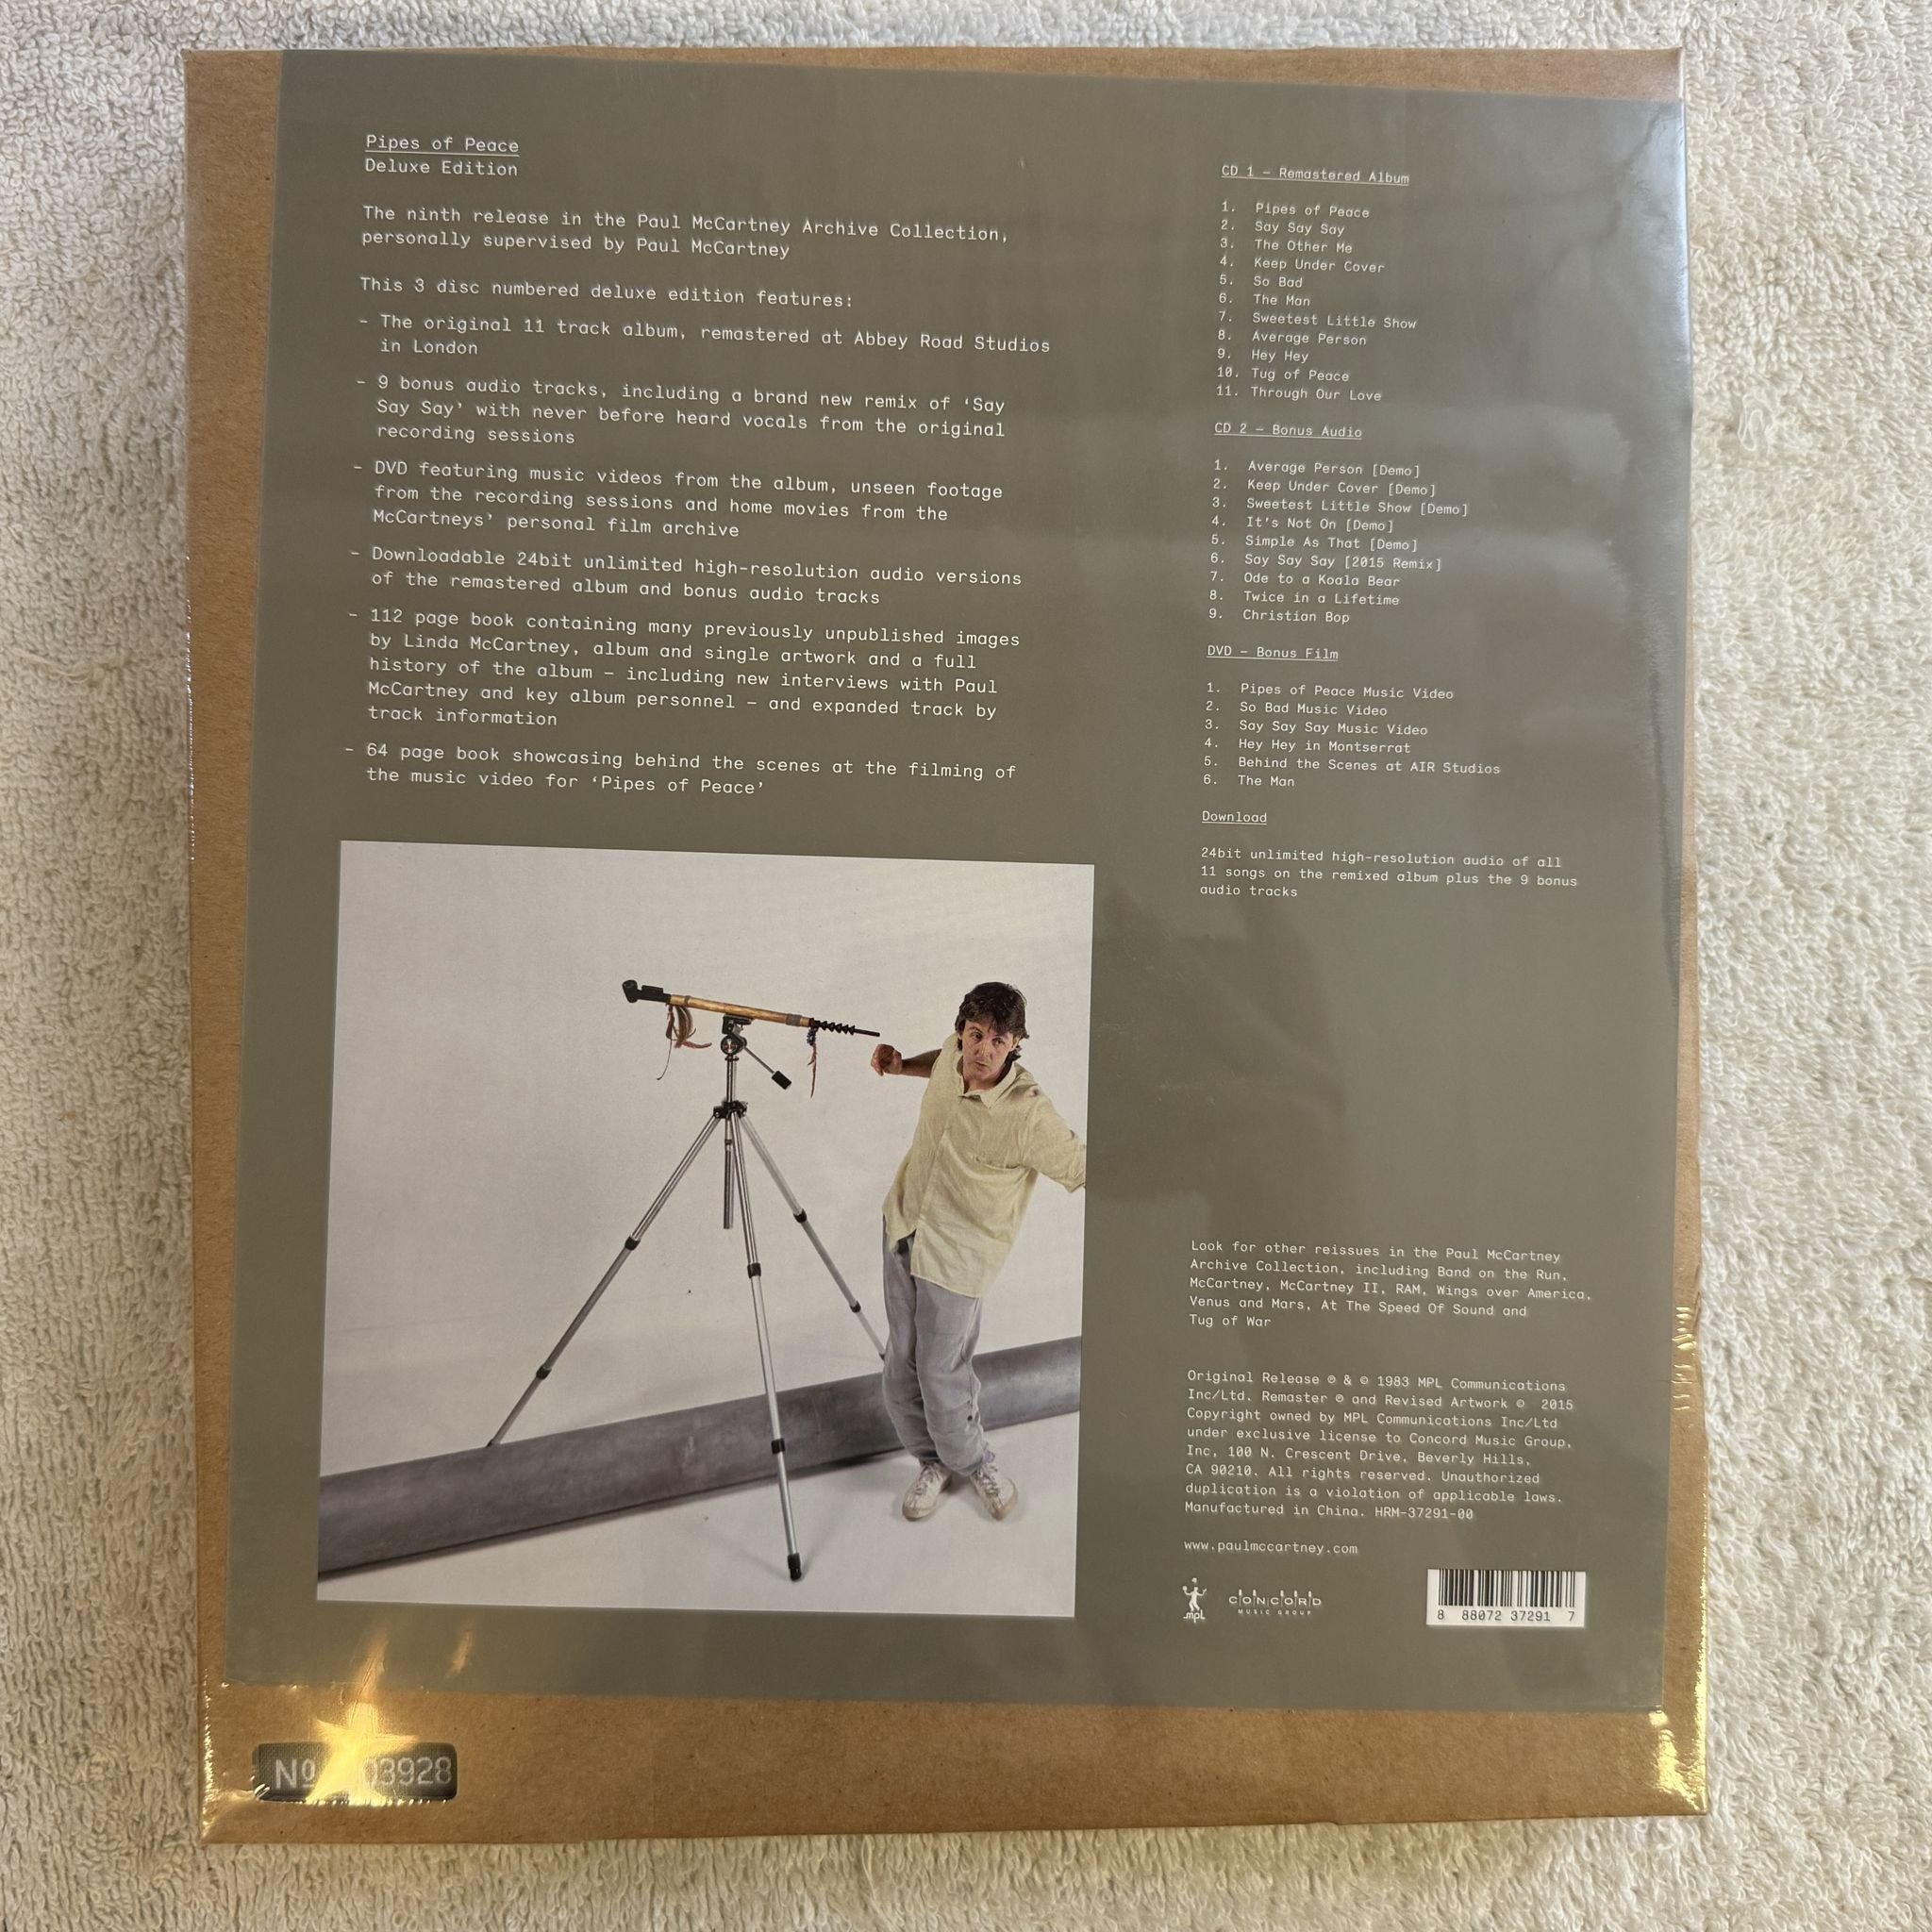 Pipes of Peace
Deluxe Edition
The ninth release in the Paul McCartney Archive Collection,
personally supervised by Paul McCartney
This 3 disc numbered deluxe edition features:
– The original 11 track album, remastered at Abbey Road Studios
in London
– 9 bonus audio tracks, including a brand new remix of ‘Say
Say Say’ with never before heard vocals from the original
recording sessions
– DVD featuring music videos from the album, unseen footage
from the recording sessions and home movies from the
McCartneys’ personal film archive
– Downloadable 24bit unlimited high-resolution audio versions
of the remastered album and bonus audio tracks
– 112 page book containing many previously unpublished images
by Linda McCartney, album and single artwork and a full
history of the album – including new interviews with Paul
McCartney and key album personnel – and expanded track by
track information
– 64 page book showcasing behind the scenes at the filming of
the music video for ‘Pipes of Peace’
CD 1 – Remastered Album
1. Pipes of Peace
2. Say Say Say
3. The Other Me
4. Keep Under Cover
5. So Bad
6. The Man
7. Sweetest Little Show
8. Average Person
9. Hey Hey
10. Tug of Peace
11. Through Our Love
CD 2 – Bonus Audio
1. Average Person [Demo]
2. Keep Under Cover [Demo]
3. Sweetest Little Show [Demo]
4. It’s Not On [Demo]
5. Simple As That [Demo]
6. Say Say Say [2015 Remix]
7. Ode to a Koala Bear
8. Twice in a Lifetime
9. Christian Bop
DVD – Bonus Film
1. Pipes of Peace Music Video
2. So Bad Music Video
3. Say Say Say Music Video
4. Hey Hey in Montserrat
5. Behind the Scenes at AIR Studios
6. The Man
Download
24bit unlimited high-resolution audio of all
11 songs on the remixed album plus the 9 bonus
audio tracks
Look for other reissues in the Paul McCartney
Archive Collection, including Band on the Run,
McCartney, McCartney II, RAM, Wings over America,
Venus and Mars, At The Speed Of Sound and
Tug of War
Original Release ℗ & © 1983 MPL Communications
Inc/Ltd. Remaster ℗ and Revised Artwork © 2015
Copyright owned by MPL Communications Inc/Ltd
under exclusive license to Concord Music Group,
Inc, 100 N. Crescent Drive, Beverly Hills,
CA 90210. All rights reserved. Unauthorized
duplication is a violation of applicable laws.
Manufactured in China. HRM-37291-00
www.paulmccartney.com
mpl
CONCORD
MUSIC GROUP
8 88072 37291 7
Nº 03928